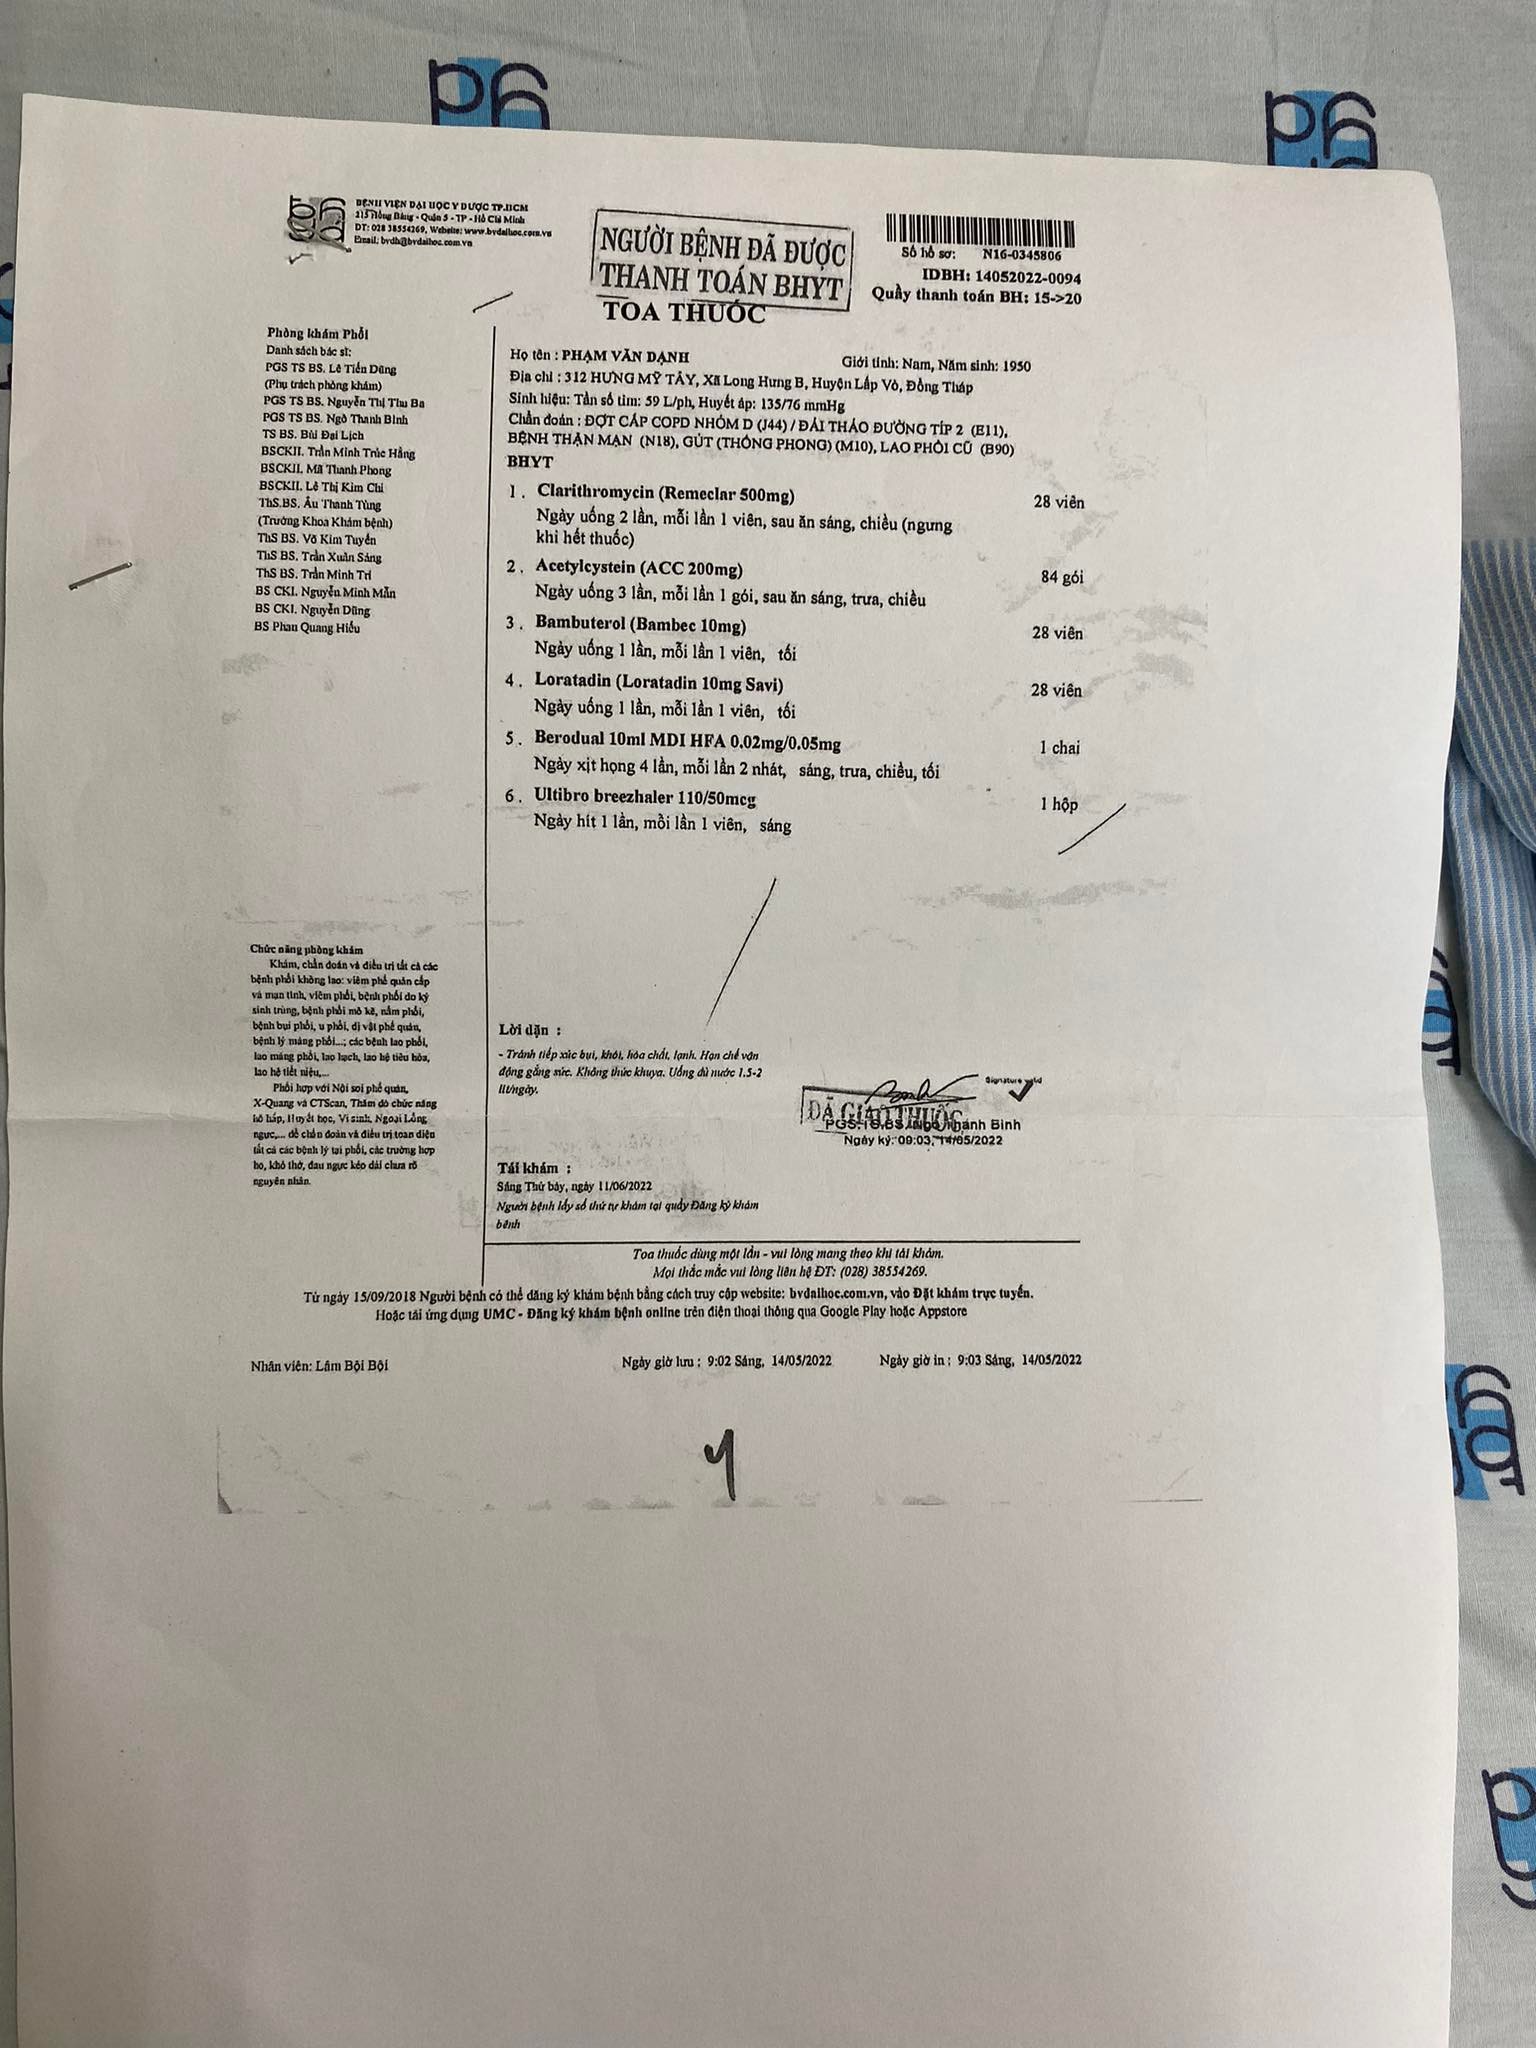 BỆNH VIỆN ĐẠI HỌC Y DƯỢC TP.HCM
215 Hồng Bàng - Quận 5 - TP - Hồ Chí Minh
ĐT: 028 38554269, Website: www.bvdaihoc.com.vn
Email: bvdh@bvdaihoc.com.vn
NGƯỜI BỆNH ĐÃ ĐƯỢC
THANH TOÁN BHYT
Số hồ sơ: N16-0345806
IDBH: 14052022-0094
Quầy thanh toán BH: 15->20
TOA THUỐC
Phòng khám Phổi
Danh sách bác sĩ:
PGS TS BS. Lê Tiến Dũng
(Phụ trách phòng khám)
PGS TS BS. Nguyễn Thị Thu Ba
PGS TS BS. Ngô Thanh Bình
TS BS. Bùi Đại Lịch
BSCKII. Trần Minh Trúc Hằng
BSCKII. Mã Thanh Phong
BSCKII. Lê Thị Kim Chi
ThS.BS. Âu Thanh Tùng
(Trưởng Khoa Khám bệnh)
ThS BS. Võ Kim Tuyến
ThS BS. Trần Xuân Sáng
ThS BS. Trần Minh Trí
BS CKI. Nguyễn Minh Mẫn
BS CKI. Nguyễn Dũng
BS Phan Quang Hiếu
Họ tên : PHẠM VĂN DẠNH Giới tính: Nam, Năm sinh: 1950
Địa chỉ : 312 HƯNG MỸ TÂY, Xã Long Hưng B, Huyện Lấp Vò, Đồng Tháp
Sinh hiệu: Tần số tim: 59 L/ph, Huyết áp: 135/76 mmHg
Chẩn đoán : ĐỢT CẤP COPD NHÓM D (J44) / ĐÁI THÁO ĐƯỜNG TÍP 2 (E11),
BỆNH THẬN MẠN (N18), GÚT (THỐNG PHONG) (M10), LAO PHỔI CŨ (B90)
BHYT
1 . Clarithromycin (Remeclar 500mg) 28 viên
Ngày uống 2 lần, mỗi lần 1 viên, sau ăn sáng, chiều (ngưng
khi hết thuốc)
2 . Acetylcystein (ACC 200mg) 84 gói
Ngày uống 3 lần, mỗi lần 1 gói, sau ăn sáng, trưa, chiều
3 . Bambuterol (Bambec 10mg) 28 viên
Ngày uống 1 lần, mỗi lần 1 viên, tối
4 . Loratadin (Loratadin 10mg Savi) 28 viên
Ngày uống 1 lần, mỗi lần 1 viên, tối
5 . Berodual 10ml MDI HFA 0.02mg/0.05mg 1 chai
Ngày xịt họng 4 lần, mỗi lần 2 nhát, sáng, trưa, chiều, tối
6 . Ultibro breezhaler 110/50mcg 1 hộp
Ngày hít 1 lần, mỗi lần 1 viên, sáng
Chức năng phòng khám
Khám, chẩn đoán và điều trị tất cả các
bệnh phổi không lao: viêm phế quản cấp
và mạn tính, viêm phổi, bệnh phổi do ký
sinh trùng, bệnh phổi mô kẽ, nấm phổi,
bệnh bụi phổi, u phổi, dị vật phế quản,
bệnh lý màng phổi...; các bệnh lao phổi,
lao màng phổi, lao hạch, lao hệ tiêu hóa,
lao hệ tiết niệu,...
Phối hợp với Nội soi phế quản,
X-Quang và CTScan, Thăm dò chức năng
hô hấp, Huyết học, Vi sinh, Ngoại Lồng
ngực,... để chẩn đoán và điều trị toàn diện
tất cả các bệnh lý tại phổi, các trường hợp
ho, khó thở, đau ngực kéo dài chưa rõ
nguyên nhân.
Lời dặn :
- Tránh tiếp xúc bụi, khói, hóa chất, lạnh. Hạn chế vận
động gắng sức. Không thức khuya. Uống đủ nước 1.5-2
lít/ngày.
Signature valid
ĐÃ GIAO THUỐC
PGS.TS.BS. Ngô Thanh Bình
Ngày ký: 09:03, 14/05/2022
Tái khám :
Sáng Thứ bảy, ngày 11/06/2022
Người bệnh lấy số thứ tự khám tại quầy Đăng ký khám
bệnh
Toa thuốc dùng một lần - vui lòng mang theo khi tái khám.
Mọi thắc mắc vui lòng liên hệ ĐT: (028) 38554269.
Từ ngày 15/09/2018 Người bệnh có thể đăng ký khám bệnh bằng cách truy cập website: bvdaihoc.com.vn, vào Đặt khám trực tuyến.
Hoặc tải ứng dụng UMC - Đăng ký khám bệnh online trên điện thoại thông qua Google Play hoặc Appstore
Nhân viên: Lâm Bội Bội Ngày giờ lưu : 9:02 Sáng, 14/05/2022 Ngày giờ in : 9:03 Sáng, 14/05/2022